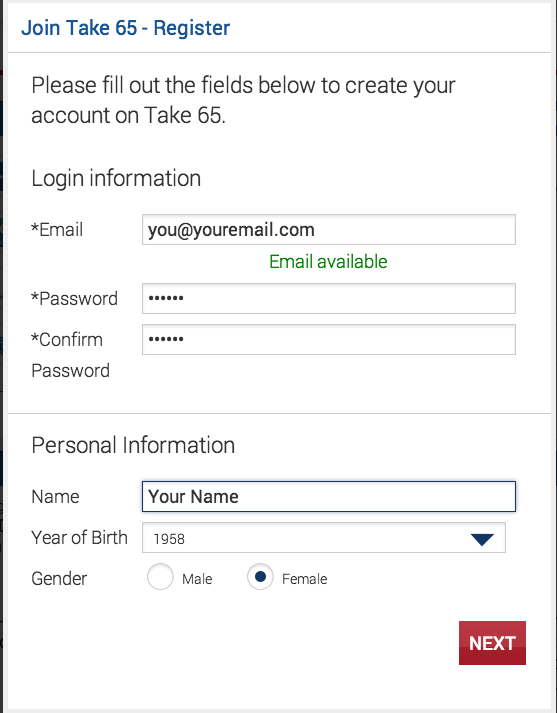 Join Take 65 - Register
Please fill out the fields below to create your
account on Take 65.
Login information
*Email you@youremail.com
Email available
*Password ••••••
*Confirm ••••••
Password
Personal Information
Name Your Name
Year of Birth 1958
Gender Male Female
NEXT